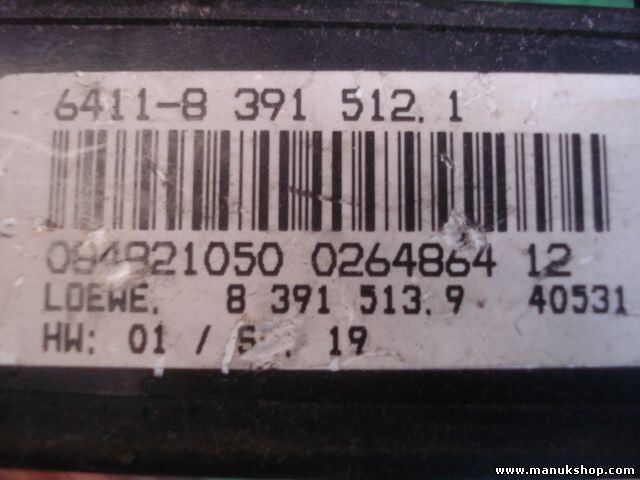 6411-8 391 512.1
084821050 0264864 12
LOEWE. 8 391 513.9 40531
HW: 01 / 19
www.manukshop.com